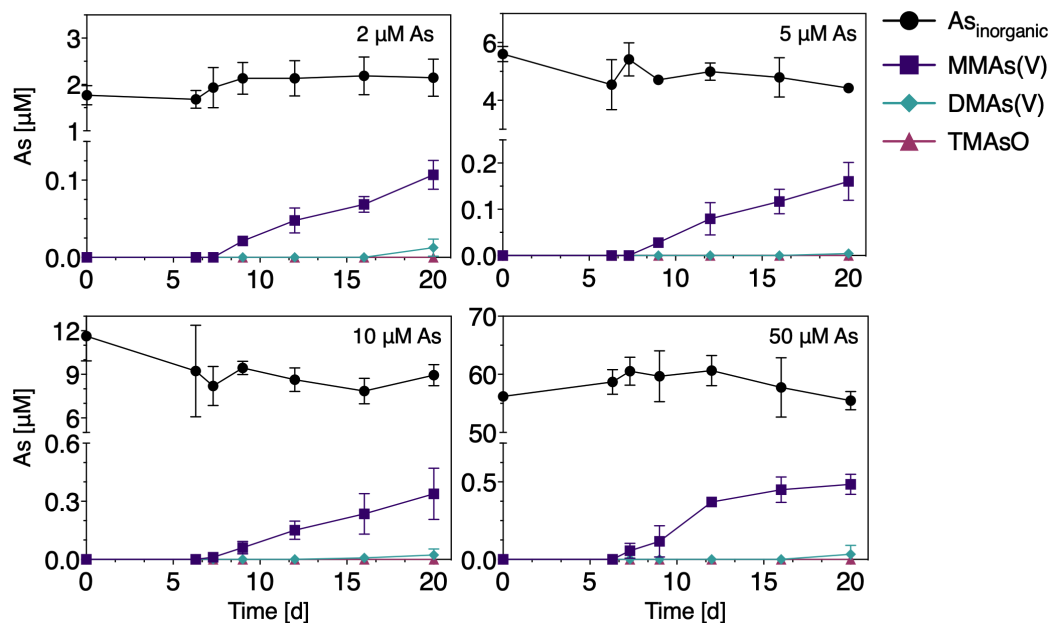 2 µM As
As [µM]
3
2
1
0.1
0.0
0 5 10 15 20
5 µM As
6
4
0.2
0.1
0.0
0 5 10 15 20
As inorganic
MMAs(V)
DMAs(V)
TMAsO
10 µM As
As [µM]
12
9
6
0.6
0.3
0.0
0 5 10 15 20
Time [d]
50 µM As
70
60
50
0.5
0.0
0 5 10 15 20
Time [d]